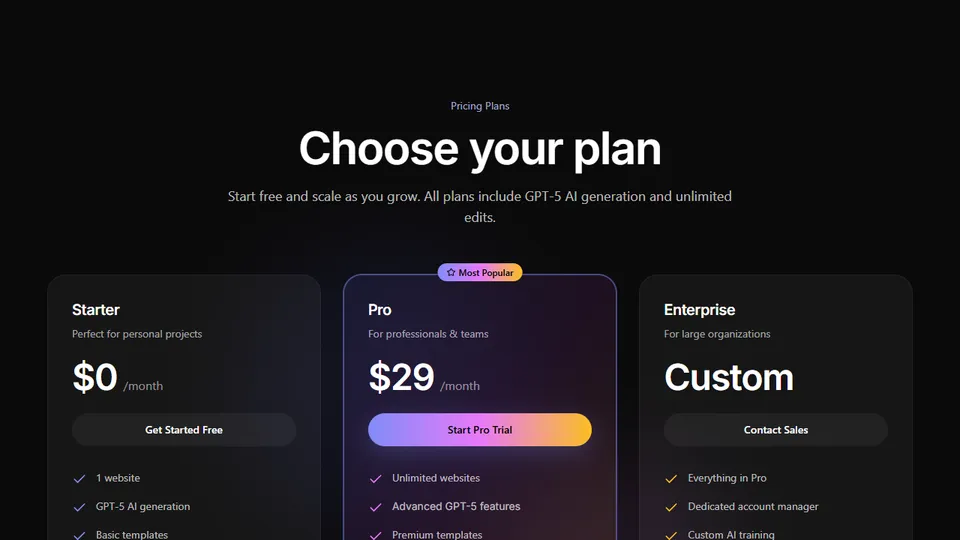 Pricing Plans
Choose your plan
Start free and scale as you grow. All plans include GPT-5 AI generation and unlimited
edits.
Most Popular
Starter
Perfect for personal projects
$0 /month
Get Started Free
1 website
GPT-5 AI generation
Basic templates
Pro
For professionals & teams
$29 /month
Start Pro Trial
Unlimited websites
Advanced GPT-5 features
Premium templates
Enterprise
For large organizations
Custom
Contact Sales
Everything in Pro
Dedicated account manager
Custom AI training